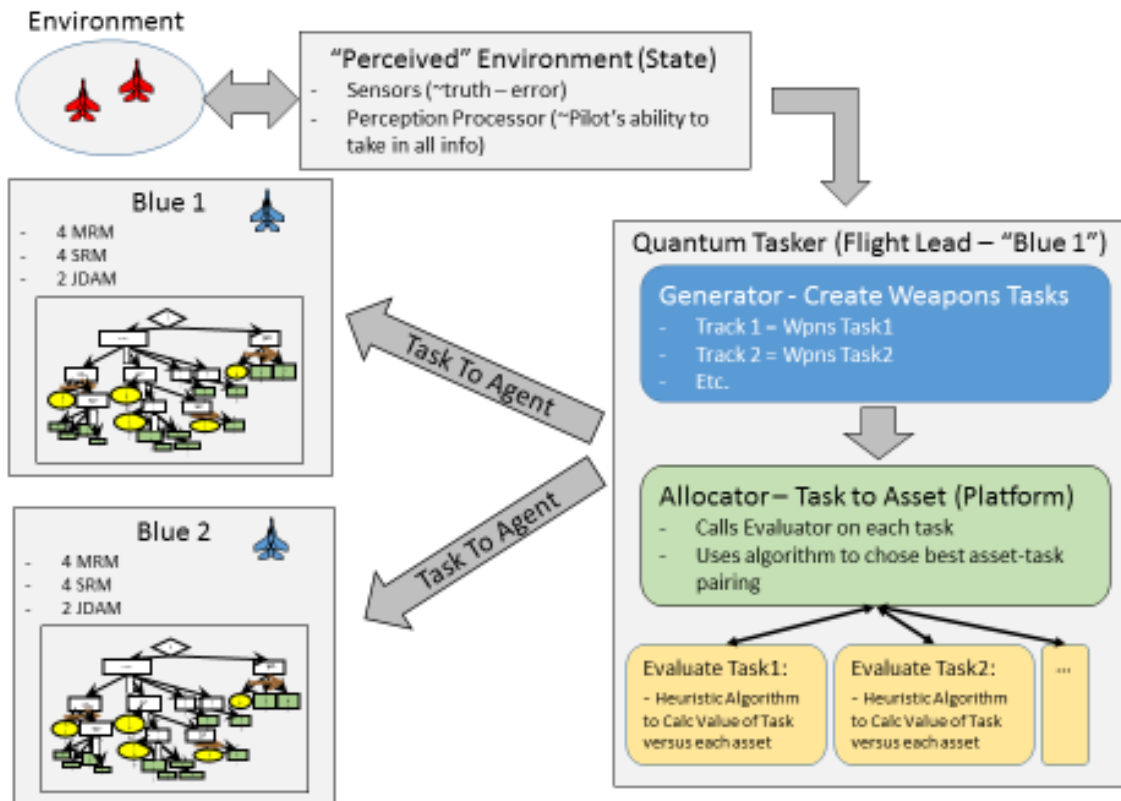 Environment
“Perceived” Environment (State)
- Sensors (~truth – error)
- Perception Processor (~Pilot's ability to
take in all info)
Blue 1
- 4 MRM
- 4 SRM
- 2 JDAM
Task To Agent
Quantum Tasker (Flight Lead – “Blue 1”)
Generator - Create Weapons Tasks
- Track 1 = Wpns Task1
- Track 2 = Wpns Task2
- Etc.
Allocator – Task to Asset (Platform)
- Calls Evaluator on each task
- Uses algorithm to chose best asset-task
pairing
Evaluate Task1:
- Heuristic Algorithm
to Calc Value of Task
versus each asset
Evaluate Task2:
- Heuristic Algorithm
to Calc Value of Task
versus each asset
...
Blue 2
- 4 MRM
- 4 SRM
- 2 JDAM
Task To Agent